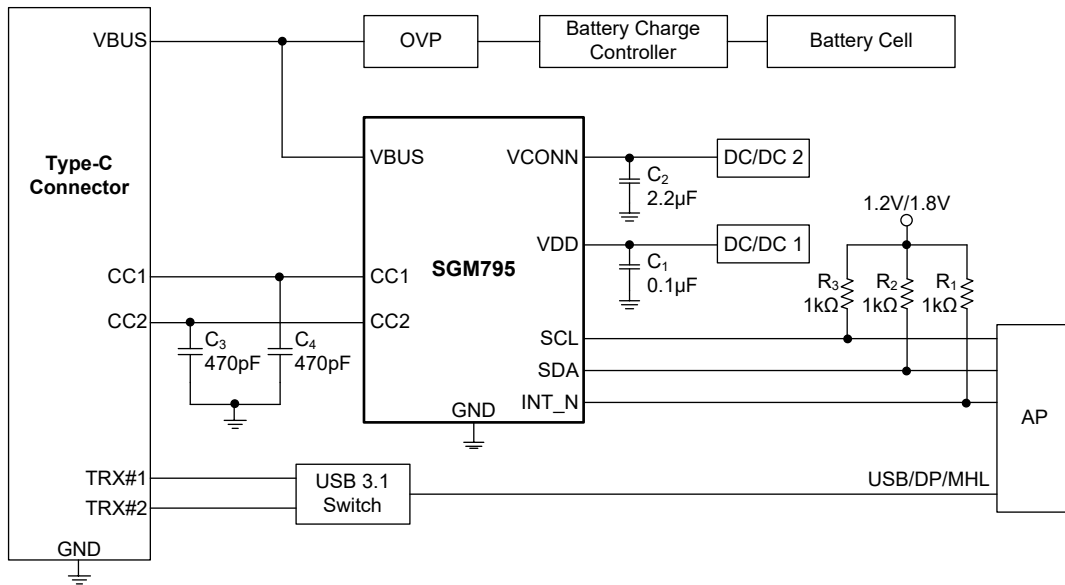 VBUS
OVP
Battery Charge
Controller
Battery Cell
Type-C
Connector
VBUS
VCONN
DC/DC 2
C2
2.2µF
1.2V/1.8V
VDD
DC/DC 1
SGM795
C1
0.1µF
CC1
CC1
R3
1kΩ
R2
1kΩ
R1
1kΩ
CC2
CC2
C3
470pF
C4
470pF
SCL
SDA
INT_N
GND
AP
TRX#1
TRX#2
USB 3.1
Switch
USB/DP/MHL
GND